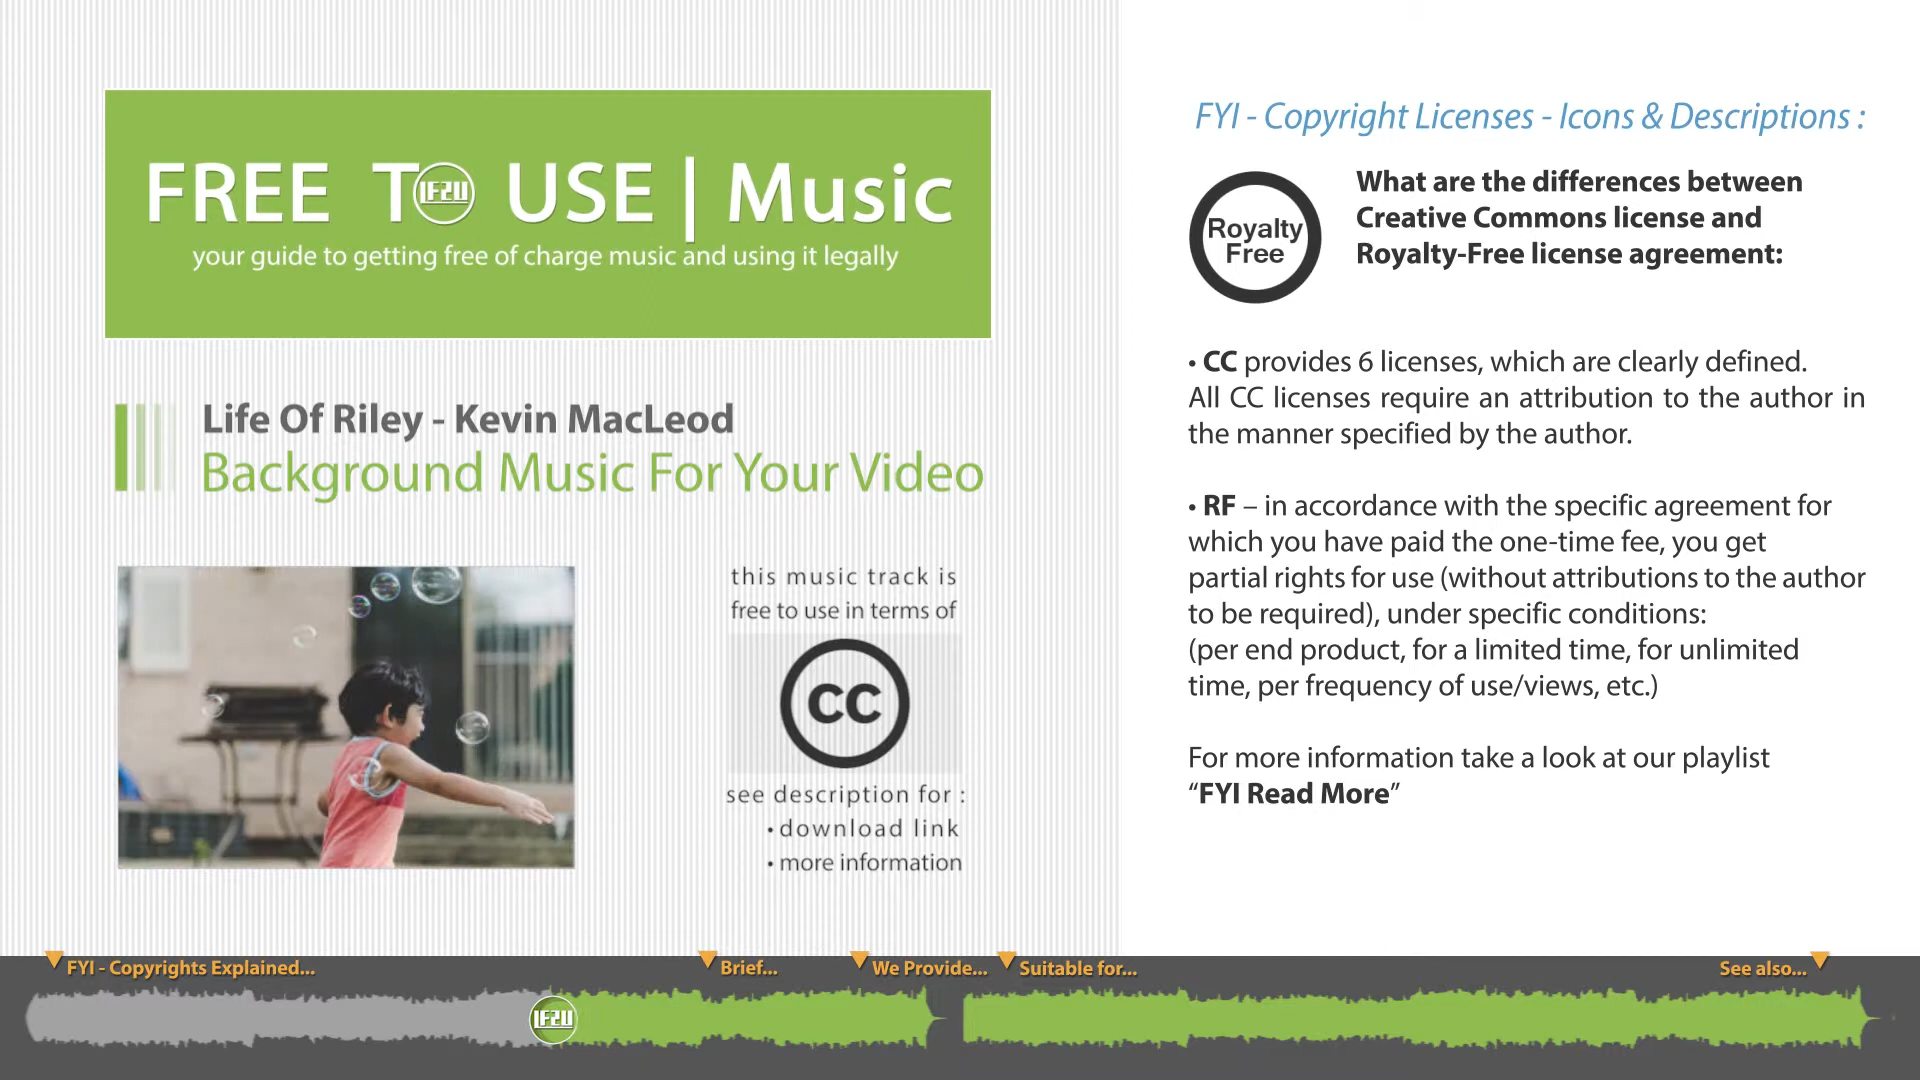 FREE TO USE | Music
IF2U
your guide to getting free of charge music and using it legally
Life Of Riley - Kevin MacLeod
Background Music For Your Video
this music track is
free to use in terms of
CC
see description for :
• download link
• more information
FYI - Copyright Licenses - Icons & Descriptions :
Royalty
Free
What are the differences between
Creative Commons license and
Royalty-Free license agreement:
• CC provides 6 licenses, which are clearly defined.
All CC licenses require an attribution to the author in
the manner specified by the author.
• RF – in accordance with the specific agreement for
which you have paid the one-time fee, you get
partial rights for use (without attributions to the author
to be required), under specific conditions:
(per end product, for a limited time, for unlimited
time, per frequency of use/views, etc.)
For more information take a look at our playlist
“FYI Read More”
FYI - Copyrights Explained...
Brief...
We Provide...
Suitable for...
See also...
IF2U